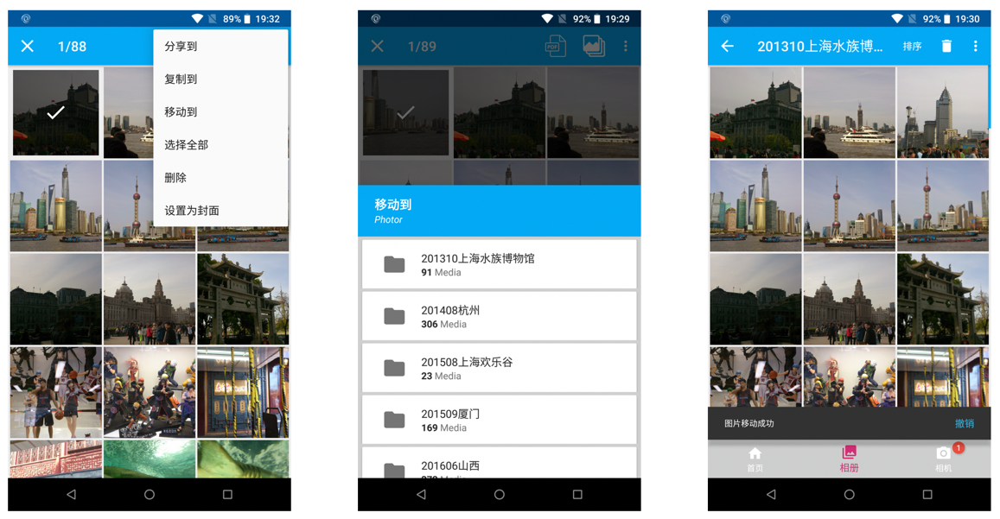 89% 19:32
1/88
分享到
复制到
移动到
选择全部
删除
设置为封面
92% 19:29
1/89
PDF
移动到
Photor
201310上海水族博物馆
91 Media
201408杭州
306 Media
201508上海欢乐谷
23 Media
201509厦门
169 Media
201606山西
92% 19:30
201310上海水族博...
排序
图片移动成功 撤销
首页 相册 相机 1